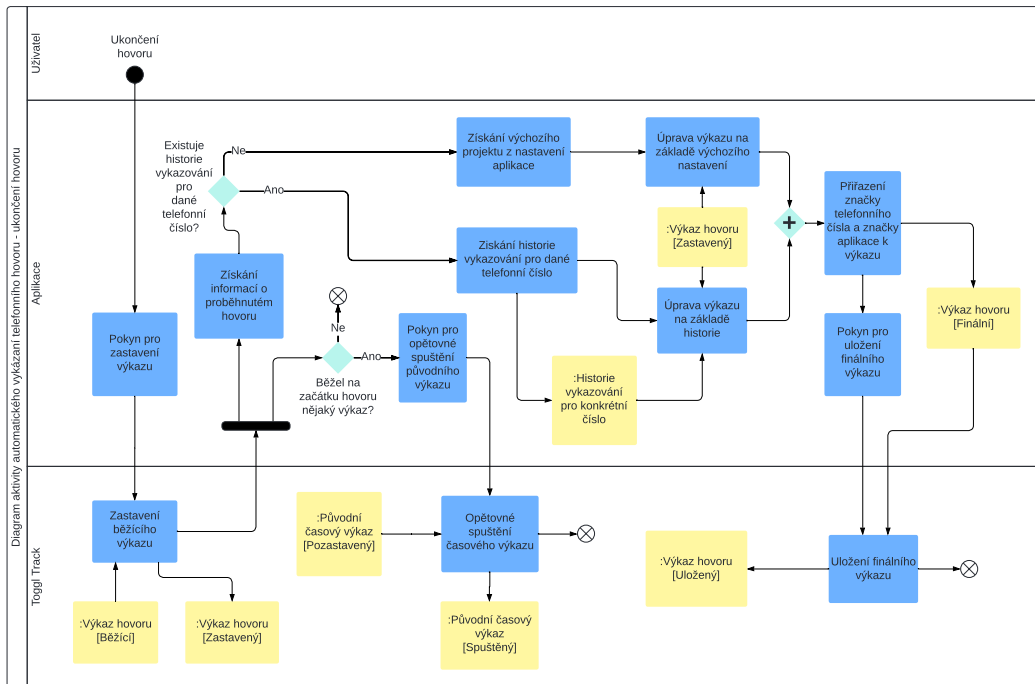 Diagram aktivity automatického vykázaní telefonního hovoru - ukončení hovoru
Uživatel
Ukončení
hovoru
Aplikace
Existuje
historie
vykazování
pro
dané
telefonní
číslo?
Ne
Ano
Získání výchozího
projektu z nastavení
aplikace
Úprava výkazu na
základě výchozího
nastavení
Přiřazení
značky
telefonního
čísla a značky
aplikace k
výkazu
:Výkaz hovoru
[Zastavený]
Získání historie
vykazování pro dané
telefonní číslo
Získání
informací o
proběhnutém
hovoru
Úprava výkazu
na základě
historie
:Výkaz hovoru
[Finální]
Pokyn pro
zastavení
výkazu
Ne
Ano
Běžel na
začátku hovoru
nějaký výkaz?
Pokyn pro
opětovné
spuštění
původního
výkazu
Pokyn pro
uložení
finálního
výkazu
:Historie
vykazování
pro konkrétní
číslo
Toggl Track
Zastavení
běžícího
výkazu
:Původní
časový výkaz
[Pozastavený]
Opětovné
spuštění
časového výkazu
:Výkaz hovoru
[Uložený]
Uložení finálního
výkazu
:Výkaz hovoru
[Běžící]
:Výkaz hovoru
[Zastavený]
:Původní časový
výkaz
[Spuštěný]